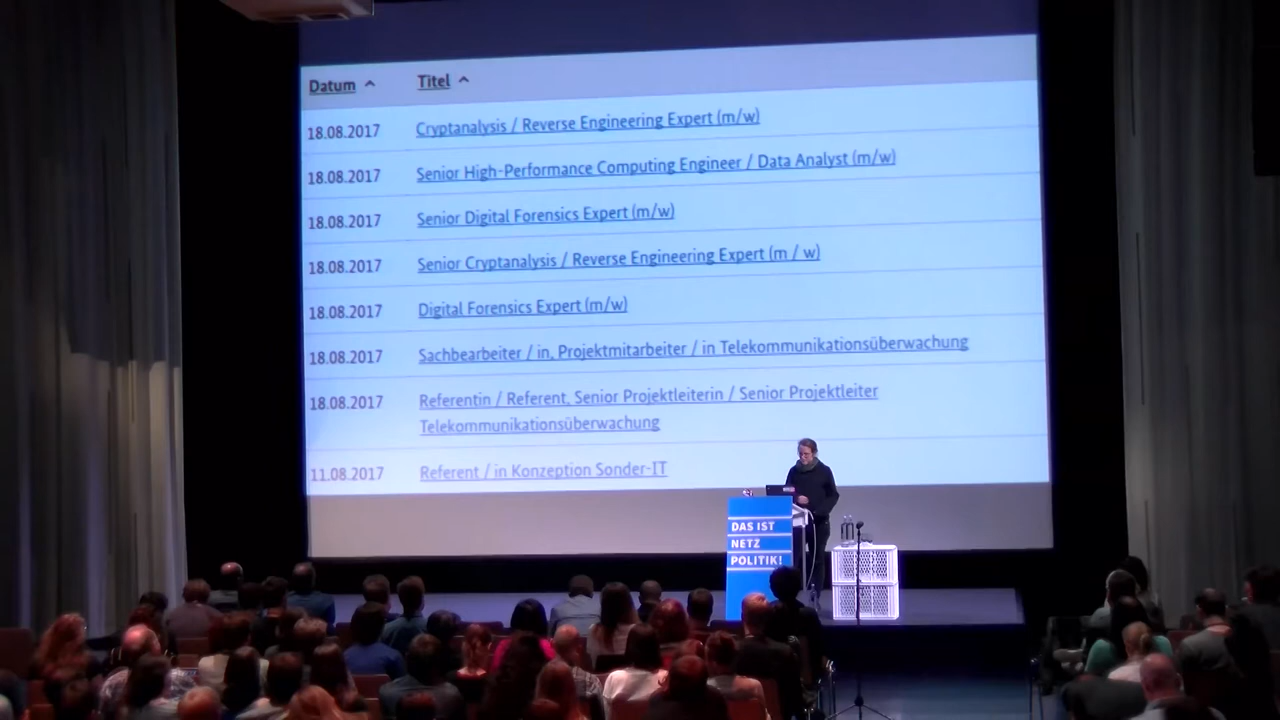 Datum ^ Titel ^
18.08.2017 Cryptanalysis / Reverse Engineering Expert (m/w)
18.08.2017 Senior High-Performance Computing Engineer / Data Analyst (m/w)
18.08.2017 Senior Digital Forensics Expert (m/w)
18.08.2017 Senior Cryptanalysis / Reverse Engineering Expert (m / w)
18.08.2017 Digital Forensics Expert (m/w)
18.08.2017 Sachbearbeiter / in, Projektmitarbeiter / in Telekommunikationsüberwachung
18.08.2017 Referentin / Referent, Senior Projektleiterin / Senior Projektleiter
Telekommunikationsüberwachung
11.08.2017 Referent / in Konzeption Sonder-IT
DAS IST
NETZ
POLITIK!